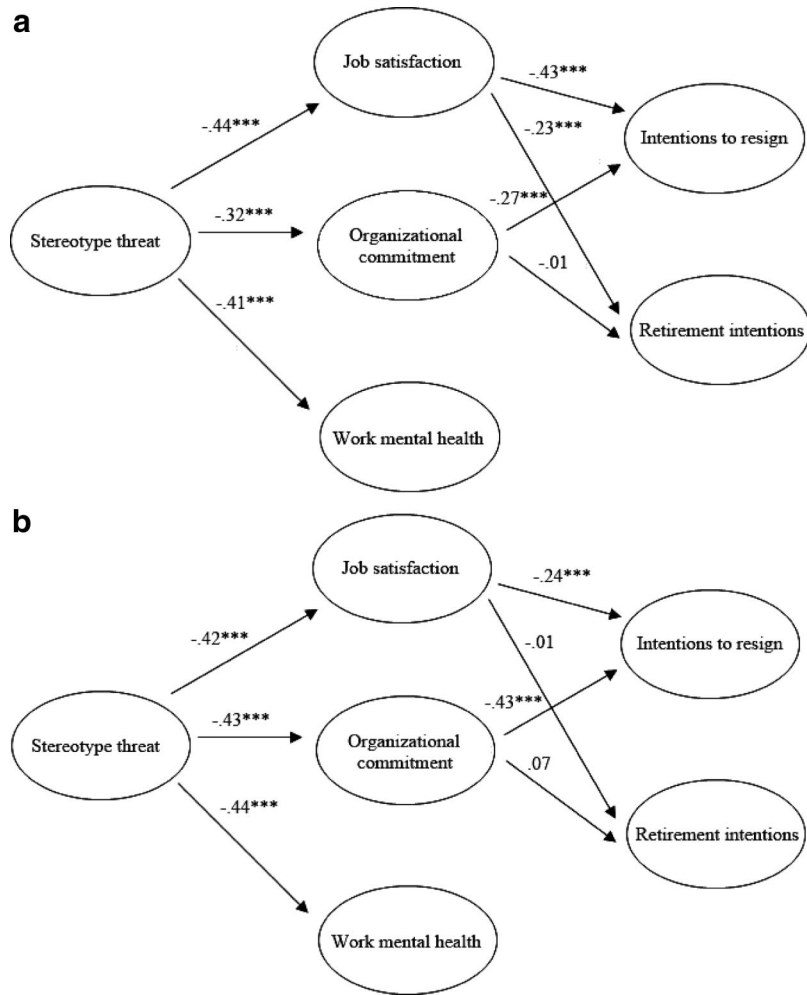 a
Job satisfaction
-.43***
-.44***
-.23***
Intentions to resign
-.32***
-.27***
Stereotype threat
Organizational
commitment
-.01
-.41***
Retirement intentions
Work mental health
b
Job satisfaction
-.24***
-.42***
-.01
Intentions to resign
-.43***
-.43***
Stereotype threat
Organizational
commitment
.07
-.44***
Retirement intentions
Work mental health